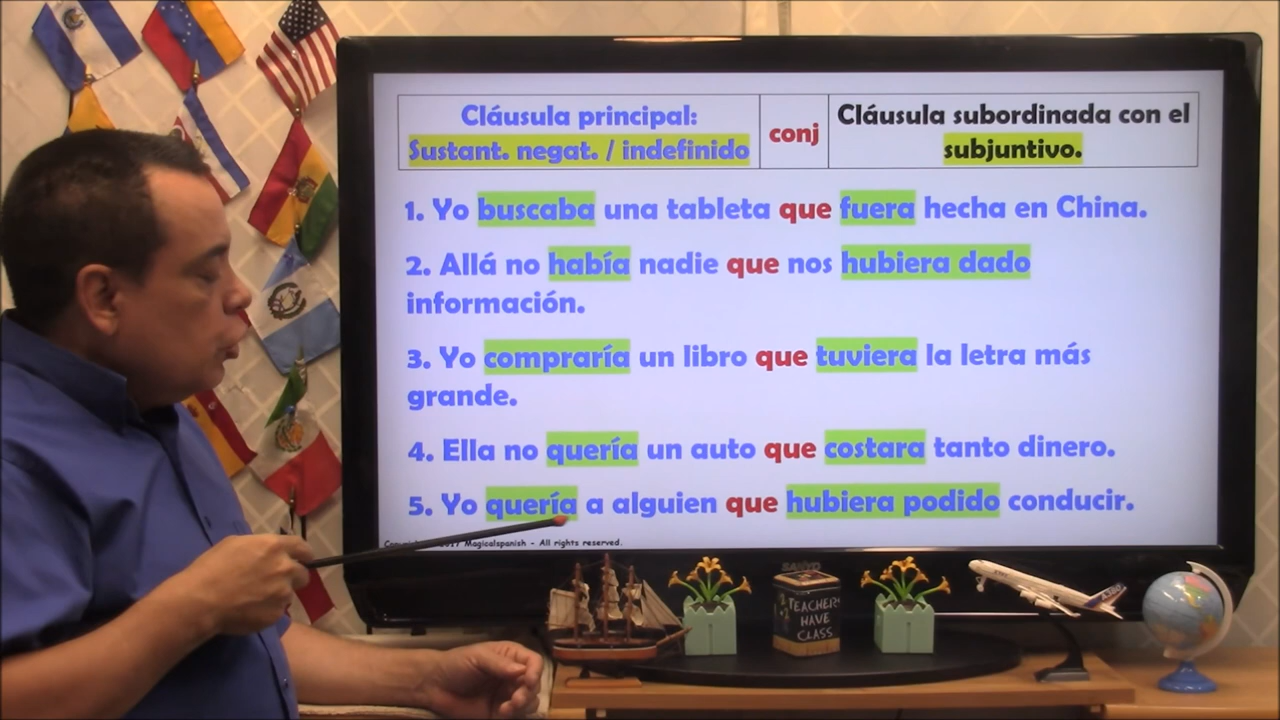 Cláusula principal:
Sustant. negat. / indefinido
conj
Cláusula subordinada con el
subjuntivo.
1. Yo buscaba una tableta que fuera hecha en China.
2. Allá no había nadie que nos hubiera dado
información.
3. Yo compraría un libro que tuviera la letra más
grande.
4. Ella no quería un auto que costara tanto dinero.
5. Yo quería a alguien que hubiera podido conducir.
Magicalspanish - All rights reserved.
SANYO
TEACHERS
HAVE
CLASS
A380